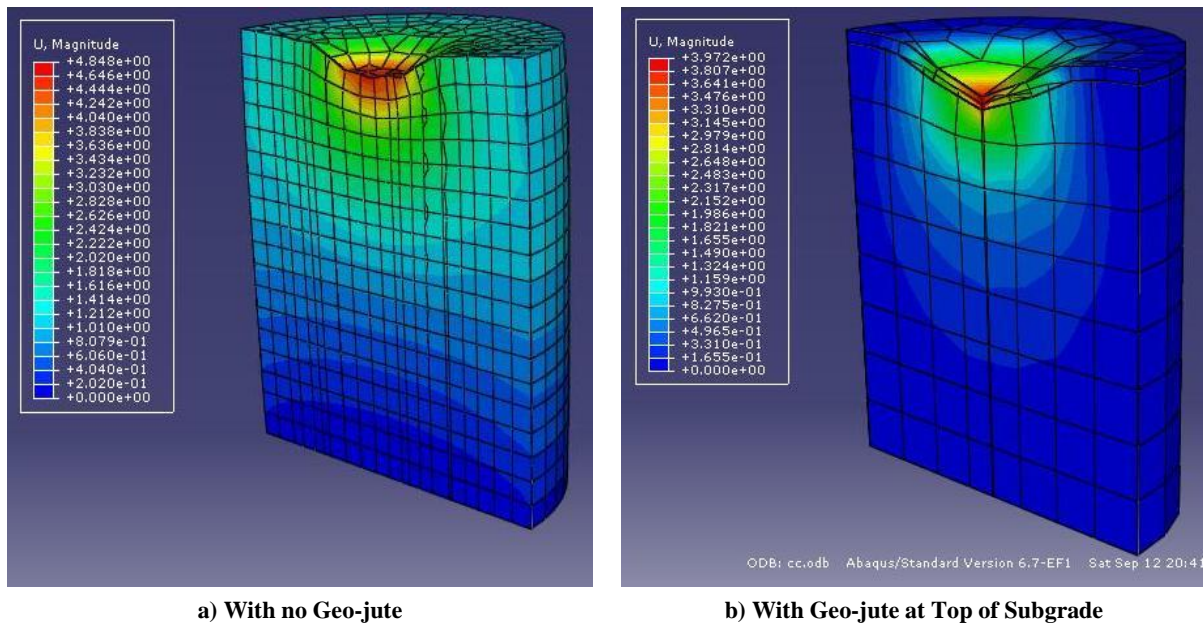 U, Magnitude
+4.848e+00
+4.646e+00
+4.444e+00
+4.242e+00
+4.040e+00
+3.838e+00
+3.636e+00
+3.434e+00
+3.232e+00
+3.030e+00
+2.828e+00
+2.626e+00
+2.424e+00
+2.222e+00
+2.020e+00
+1.818e+00
+1.616e+00
+1.414e+00
+1.212e+00
+1.010e+00
+8.079e-01
+6.060e-01
+4.040e-01
+2.020e-01
+0.000e+00
a) With no Geo-jute
U, Magnitude
+3.972e+00
+3.807e+00
+3.641e+00
+3.476e+00
+3.310e+00
+3.145e+00
+2.979e+00
+2.814e+00
+2.648e+00
+2.483e+00
+2.317e+00
+2.152e+00
+1.986e+00
+1.821e+00
+1.655e+00
+1.490e+00
+1.324e+00
+1.159e+00
+9.930e-01
+8.275e-01
+6.620e-01
+4.965e-01
+3.310e-01
+1.655e-01
+0.000e+00
ODB: cc.odb Abaqus/Standard Version 6.7-EF1 Sat Sep 12 20:41
b) With Geo-jute at Top of Subgrade